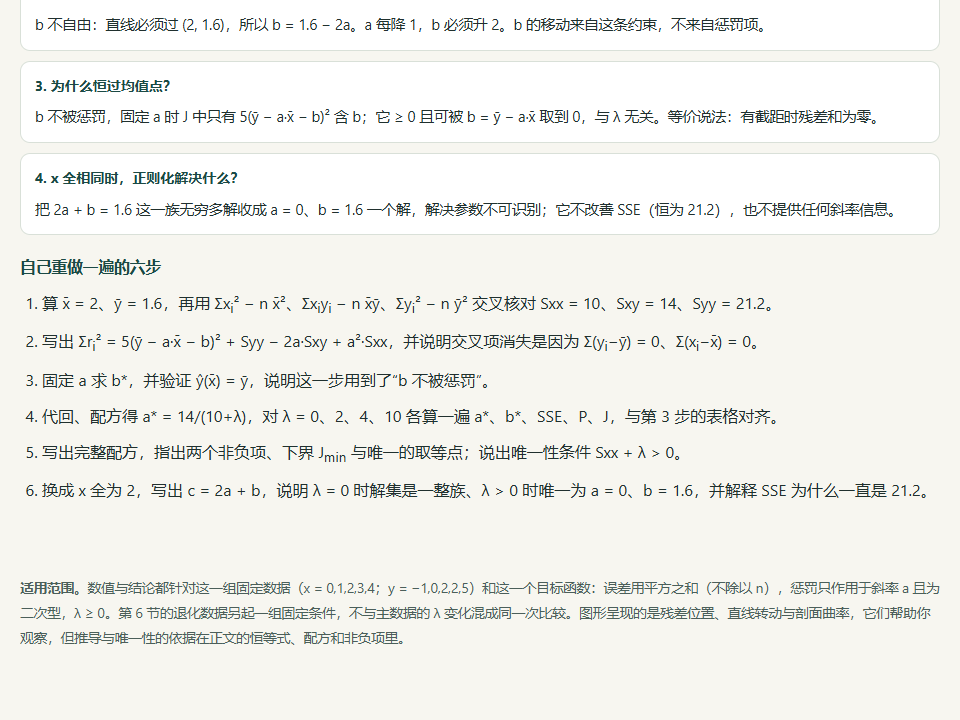 b 不自由：直线必须过 (2, 1.6)，所以 b = 1.6 − 2a。a 每降 1，b 必须升 2。b 的移动来自这条约束，不来自惩罚项。
3. 为什么恒过均值点？
b 不被惩罚，固定 a 时 J 中只有 5(ȳ − a·x̄ − b)² 含 b；它 ≥ 0 且可被 b = ȳ − a·x̄ 取到 0，与 λ 无关。等价说法：有截距时残差和为零。
4. x 全相同时，正则化解决什么？
把 2a + b = 1.6 这一族无穷多解收成 a = 0、b = 1.6 一个解，解决参数不可识别；它不改善 SSE（恒为 21.2），也不提供任何斜率信息。
自己重做一遍的六步
1. 算 x̄ = 2、ȳ = 1.6，再用 Σxᵢ² − n x̄²、Σxᵢyᵢ − n x̄ȳ、Σyᵢ² − n ȳ² 交叉核对 Sxx = 10、Sxy = 14、Syy = 21.2。
2. 写出 Σrᵢ² = 5(ȳ − a·x̄ − b)² + Syy − 2a·Sxy + a²·Sxx，并说明交叉项消失是因为 Σ(yᵢ−ȳ) = 0、Σ(xᵢ−x̄) = 0。
3. 固定 a 求 b*，并验证 ŷ(x̄) = ȳ，说明这一步用到了“b 不被惩罚”。
4. 代回、配方得 a* = 14/(10+λ)，对 λ = 0、2、4、10 各算一遍 a*、b*、SSE、P、J，与第 3 步的表格对齐。
5. 写出完整配方，指出两个非负项、下界 Jmin 与唯一的取等点；说出唯一性条件 Sxx + λ > 0。
6. 换成 x 全为 2，写出 c = 2a + b，说明 λ = 0 时解集是一整族、λ > 0 时唯一为 a = 0、b = 1.6，并解释 SSE 为什么一直是 21.2。
适用范围。数值与结论都针对这一组固定数据（x = 0,1,2,3,4；y = −1,0,2,2,5）和这一个目标函数：误差用平方之和（不除以 n），惩罚只作用于斜率 a 且为
二次型，λ ≥ 0。第 6 节的退化数据另起一组固定条件，不与主数据的 λ 变化混成同一次比较。图形呈现的是残差位置、直线转动与剖面曲率，它们帮助你
观察，但推导与唯一性的依据在正文的恒等式、配方和非负项里。